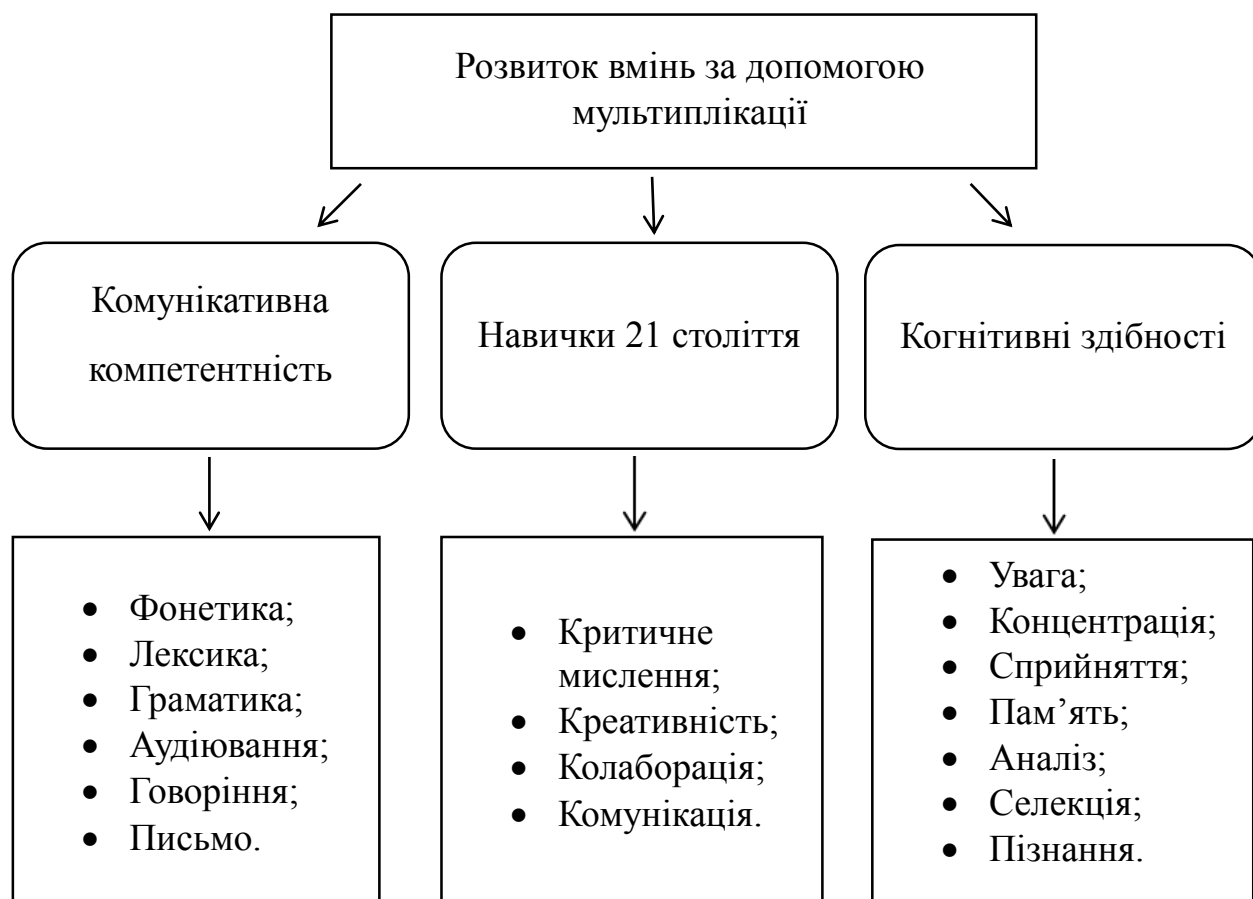 Розвиток вмінь за допомогою
мультиплікації
Комунікативна
компетентність
Навички 21 століття
Когнітивні здібності
• Фонетика;
• Лексика;
• Граматика;
• Аудіювання;
• Говоріння;
• Письмо.
• Критичне
мислення;
• Креативність;
• Колаборація;
• Комунікація.
• Увага;
• Концентрація;
• Сприйняття;
• Пам’ять;
• Аналіз;
• Селекція;
• Пізнання.